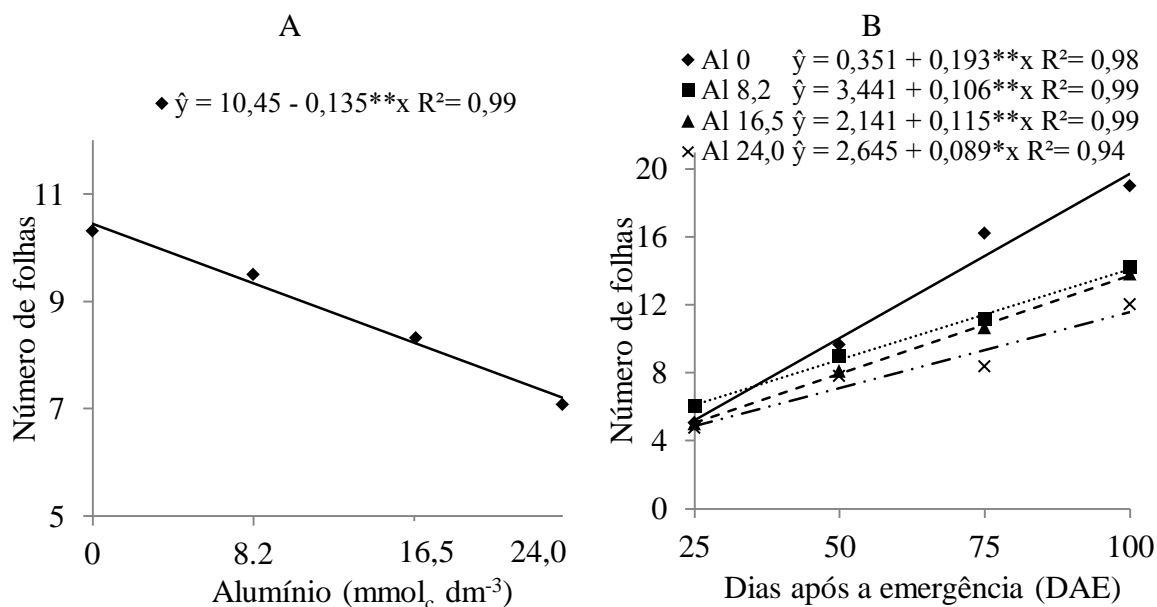 A
♦ ŷ = 10,45 - 0,135**x R²= 0,99
Número de folhas
11
9
7
5
0
8.2
16,5
24,0
Alumínio (mmol_c dm⁻³)
B
♦ Al 0 ŷ = 0,351 + 0,193**x R²= 0,98
■ Al 8,2 ŷ = 3,441 + 0,106**x R²= 0,99
▲ Al 16,5 ŷ = 2,141 + 0,115**x R²= 0,99
× Al 24,0 ŷ = 2,645 + 0,089*x R²= 0,94
Número de folhas
20
16
12
8
4
0
25
50
75
100
Dias após a emergência (DAE)